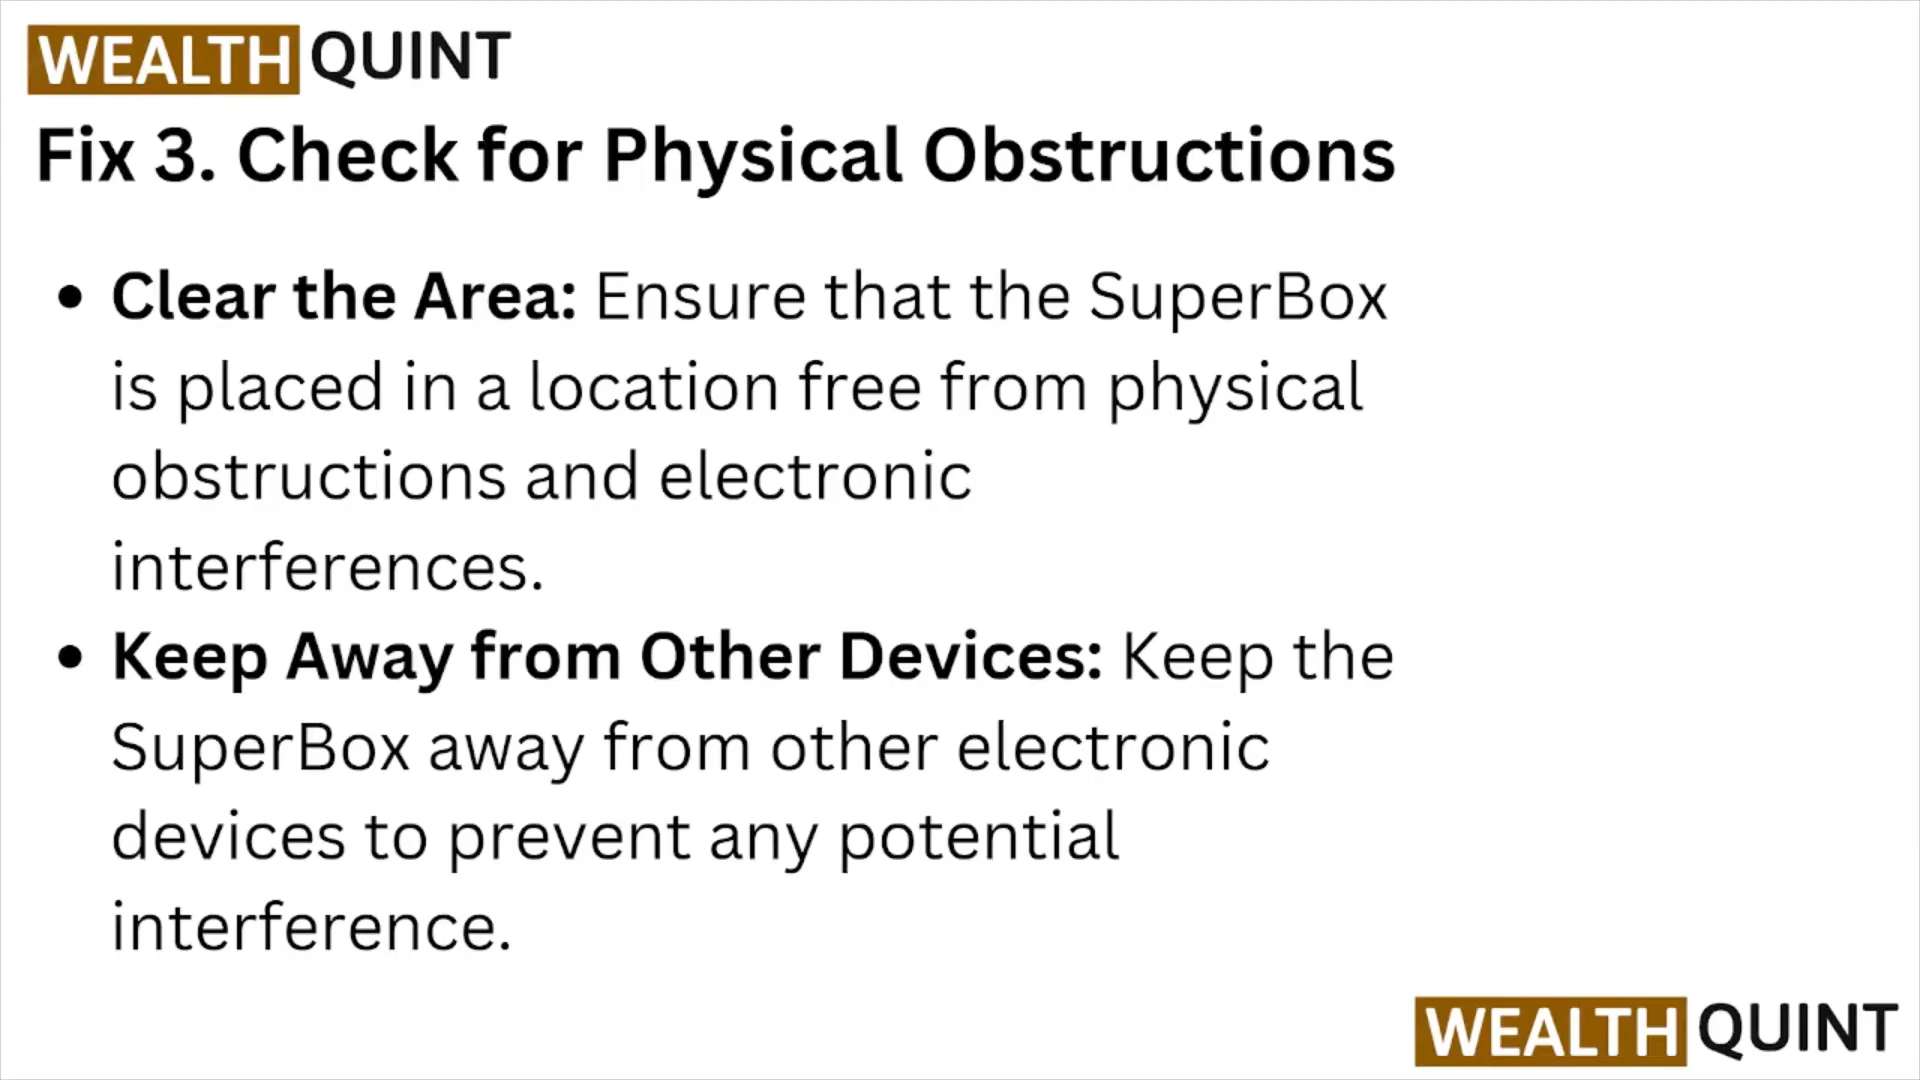 WEALTH QUINT
Fix 3. Check for Physical Obstructions
• Clear the Area: Ensure that the SuperBox
is placed in a location free from physical
obstructions and electronic
interferences.
• Keep Away from Other Devices: Keep the
SuperBox away from other electronic
devices to prevent any potential
interference.
WEALTH QUINT